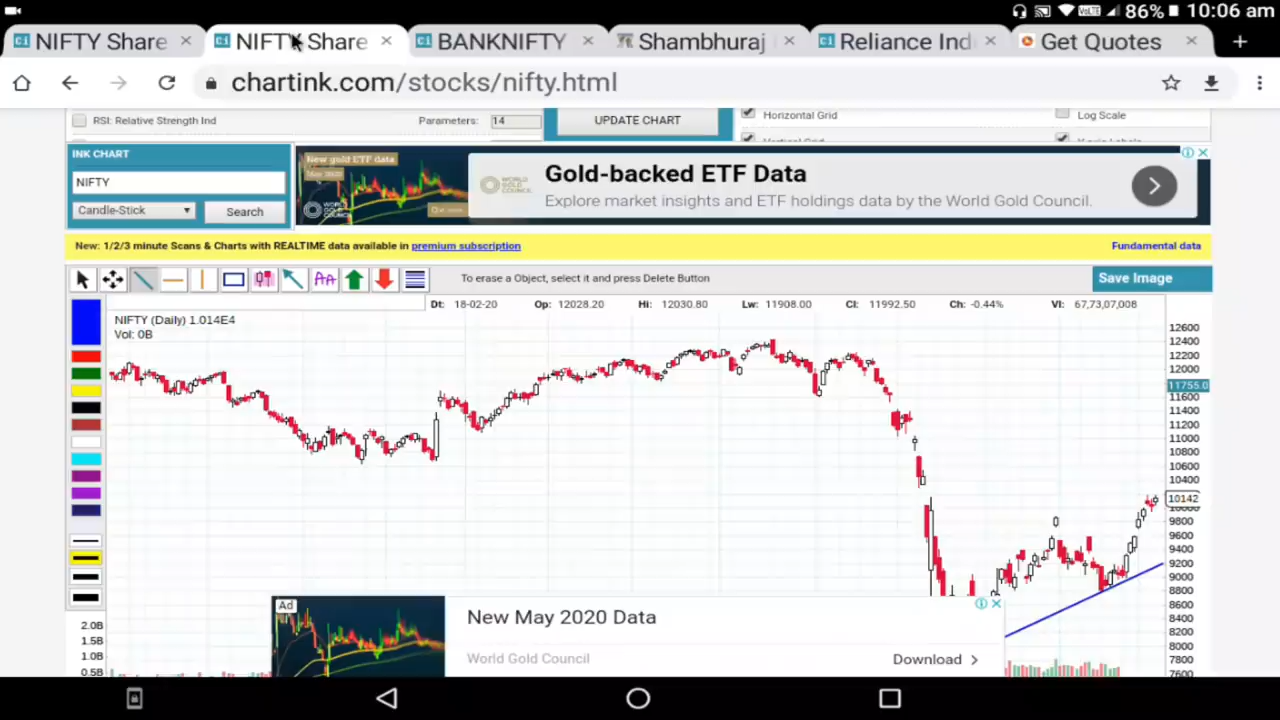 86% 10:06 am
NIFTY Share × NIFTY Share × BANKNIFTY × Shambhuraj × Reliance Ind × Get Quotes × +
chartink.com/stocks/nifty.html
RSI: Relative Strength Ind Parameters: 14 UPDATE CHART Horizontal Grid Log Scale
INK CHART
NIFTY
Candle-Stick Search
New gold ETF data
WORLD GOLD COUNCIL
Gold-backed ETF Data
Explore market insights and ETF holdings data by the World Gold Council.
New: 1/2/3 minute Scans & Charts with REALTIME data available in premium subscription Fundamental data
To erase a Object, select it and press Delete Button Save Image
Dt: 18-02-20 Op: 12028.20 Hi: 12030.80 Lw: 11908.00 Cl: 11992.50 Ch: -0.44% Vl: 67,73,07,008
NIFTY (Daily) 1.014E4
Vol: 0B
12600
12400
12200
12000
11755.0
11600
11400
11200
11000
10800
10600
10400
10142
10000
9800
9600
9400
9200
9000
8800
8600
8400
8200
8000
7800
7600
2.0B
1.5B
1.0B
0.5B
Ad
New May 2020 Data
World Gold Council Download